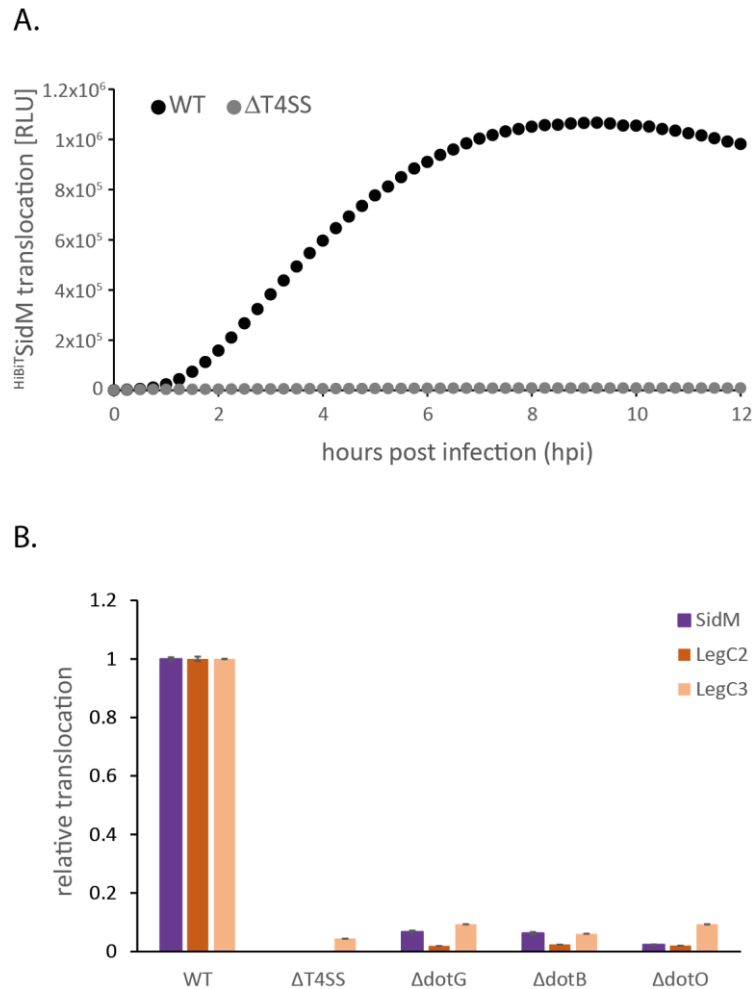 A.
WT ΔT4SS
1.2x10⁶
1x10⁶
8x10⁵
6x10⁵
4x10⁵
2x10⁵
0
ᴴⁱᴮⁱᵀSidM translocation [RLU]
0 2 4 6 8 10 12
hours post infection (hpi)
B.
SidM
LegC2
LegC3
1.2
1
0.8
0.6
0.4
0.2
0
relative translocation
WT ΔT4SS ΔdotG ΔdotB ΔdotO